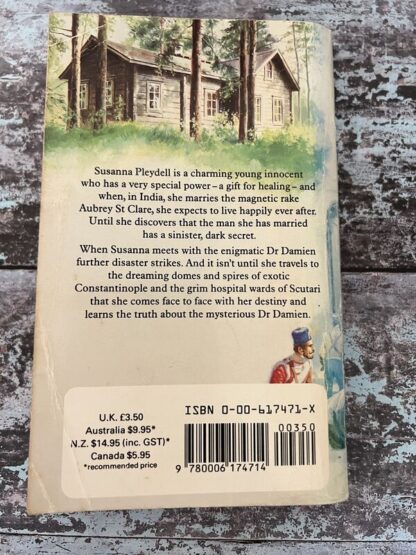 Susanna Pleydell is a charming young innocent
who has a very special power – a gift for healing – and
when, in India, she marries the magnetic rake
Aubrey St Clare, she expects to live happily ever after.
Until she discovers that the man she has married
has a sinister, dark secret.
When Susanna meets with the enigmatic Dr Damien
further disaster strikes. And it isn't until she travels to
the dreaming domes and spires of exotic
Constantinople and the grim hospital wards of Scutari
that she comes face to face with her destiny and
learns the truth about the mysterious Dr Damien.
U.K. £3.50
Australia $9.95*
N.Z. $14.95 (inc. GST)*
Canada $5.95
*recommended price
ISBN 0-00-617471-X
00350
9 780006 174714